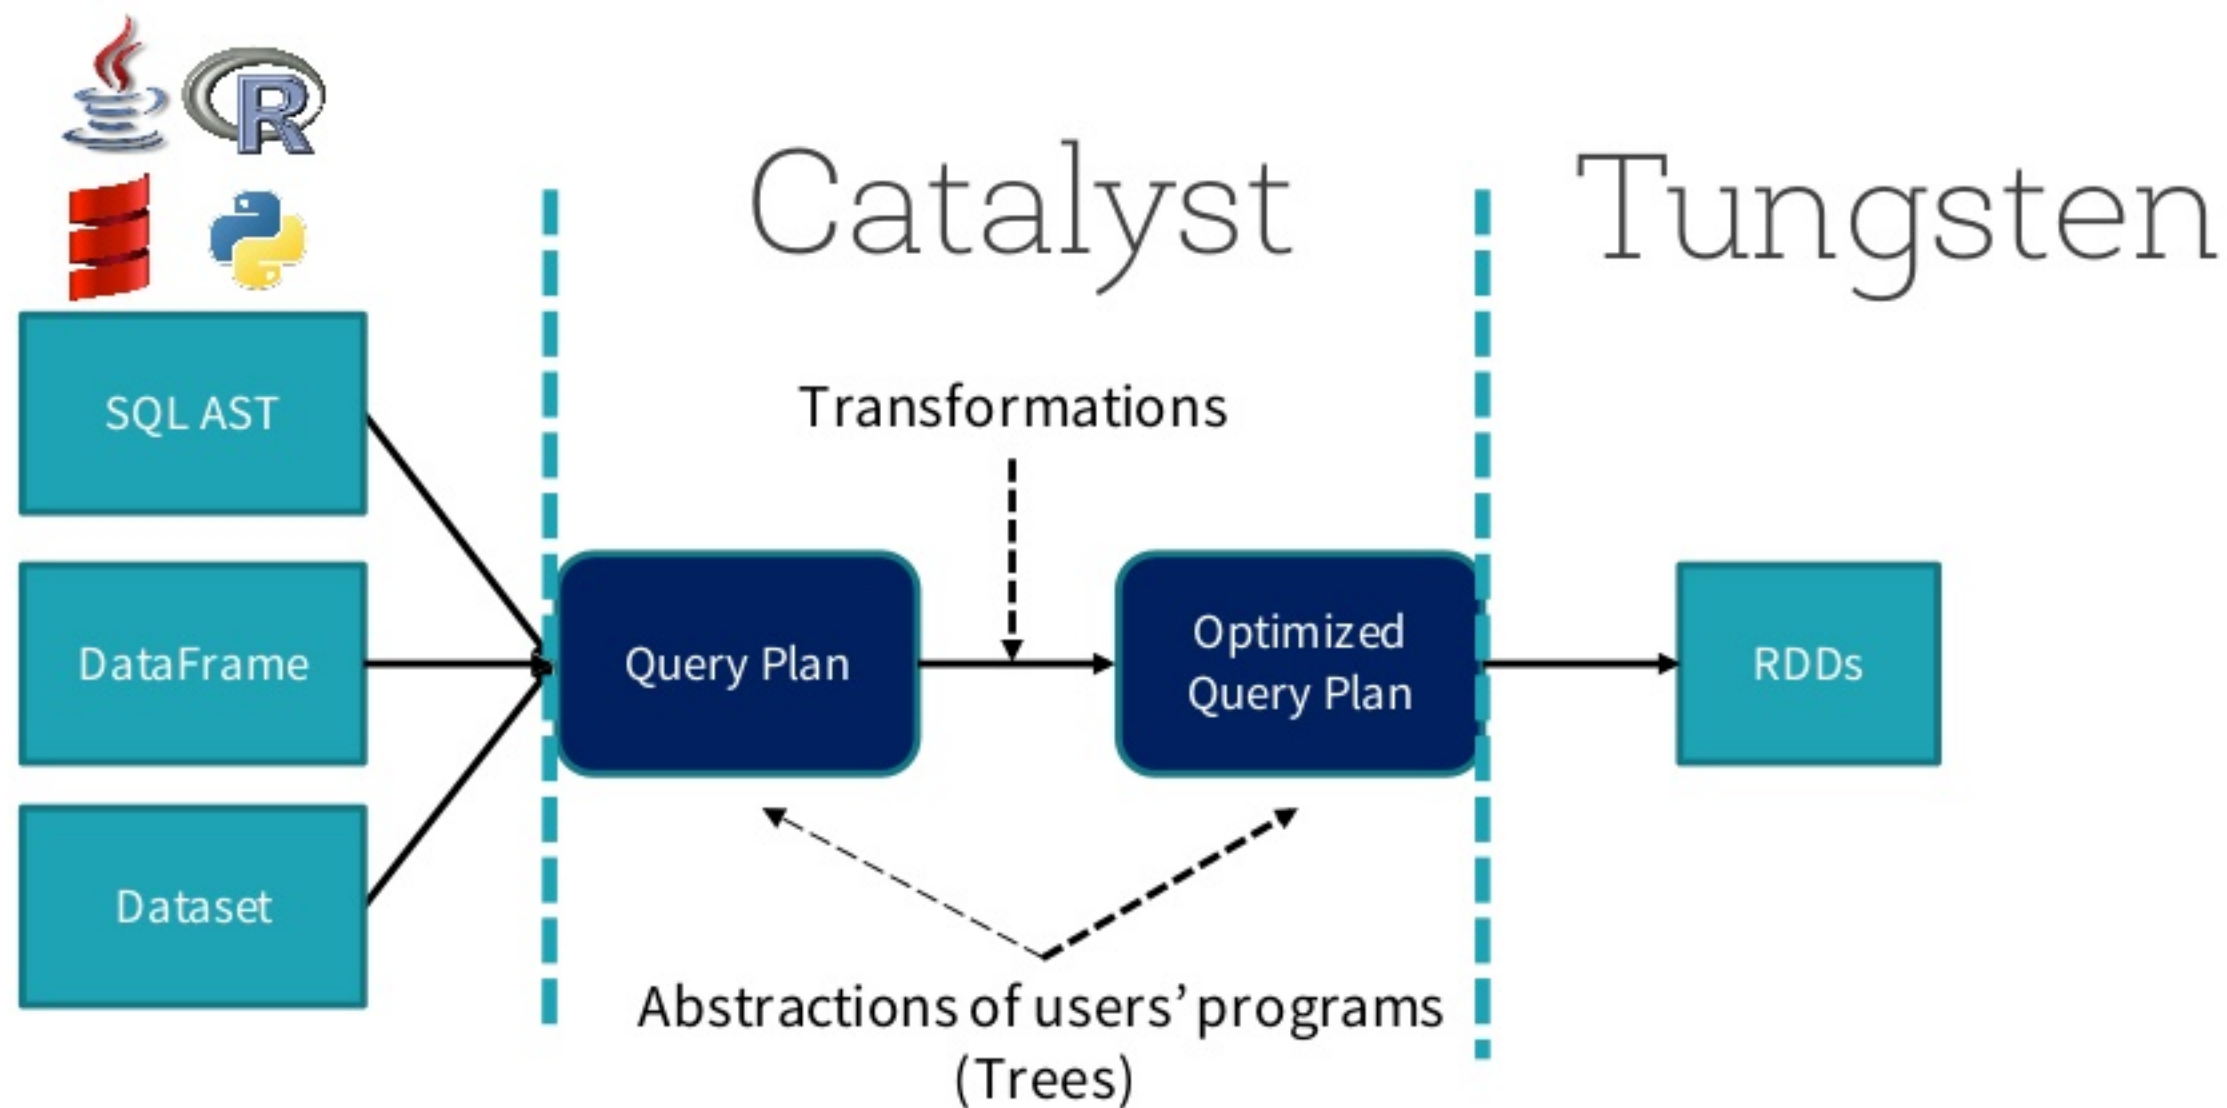 R
Catalyst
Tungsten
SQL AST
Transformations
DataFrame
Query Plan
Optimized
Query Plan
RDDs
Dataset
Abstractions of users’ programs
(Trees)